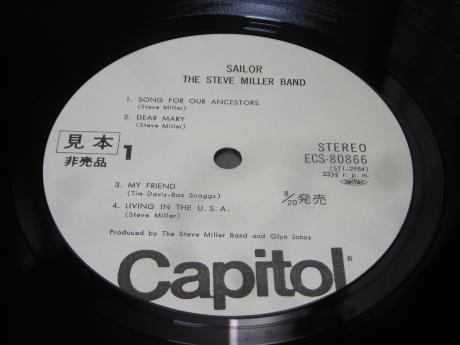 SAILOR
THE STEVE MILLER BAND
1. SONG FOR OUR ANCESTORS
(Steve Miller)
2. DEAR MARY
(Steve Miller)
見本
非売品
1
STEREO
ECS-80866
(ST1-2984)
33⅓ r. p. m.
3. MY FRIEND
(Tim Davis-Boz Scaggs)
4. LIVING IN THE U. S. A.
(Steve Miller)
8/20発売
Produced by The Steve Miller Band and Glyn Johns
Capitol®